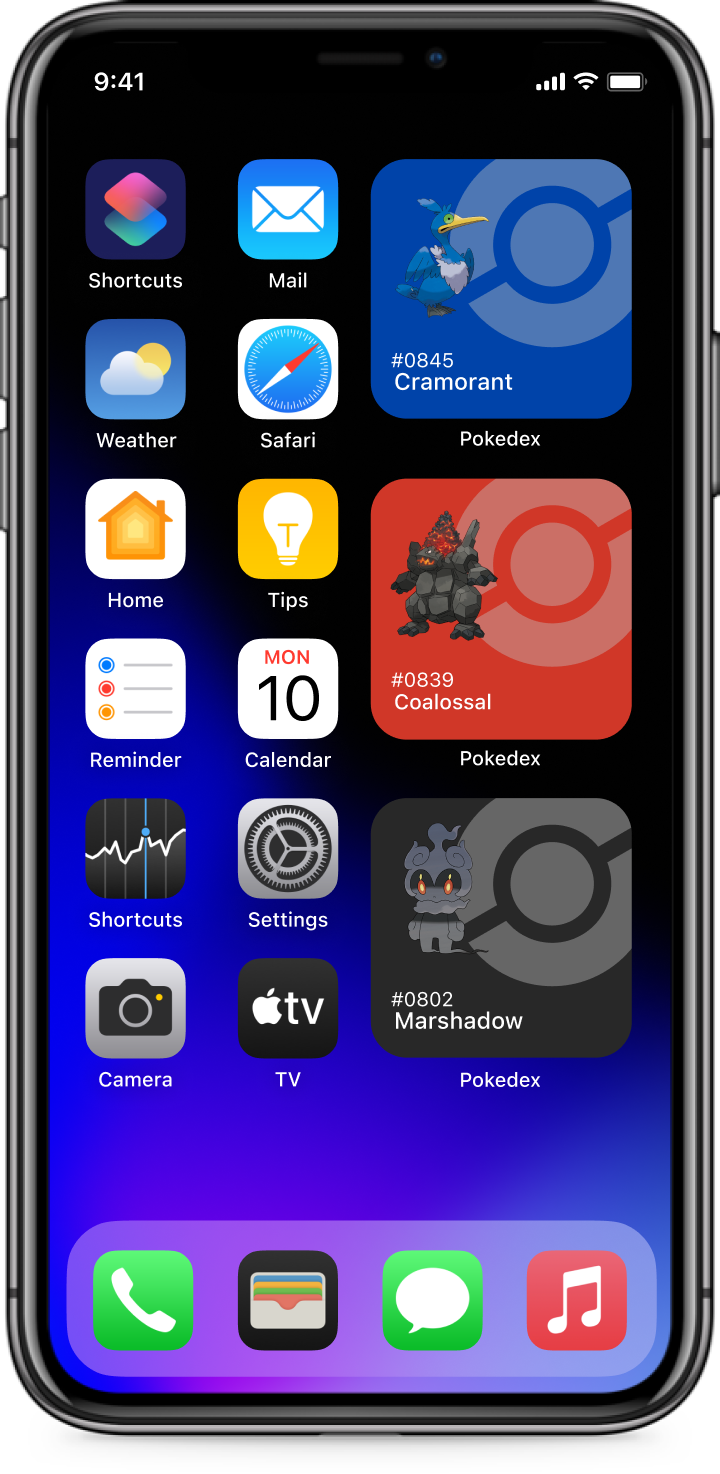 9:41
Shortcuts
Mail
#0845
Cramorant
Weather
Safari
Pokedex
T
Home
Tips
#0839
Coalossal
MON
10
Reminder
Calendar
Pokedex
Shortcuts
Settings
#0802
Marshadow
tv
Camera
TV
Pokedex